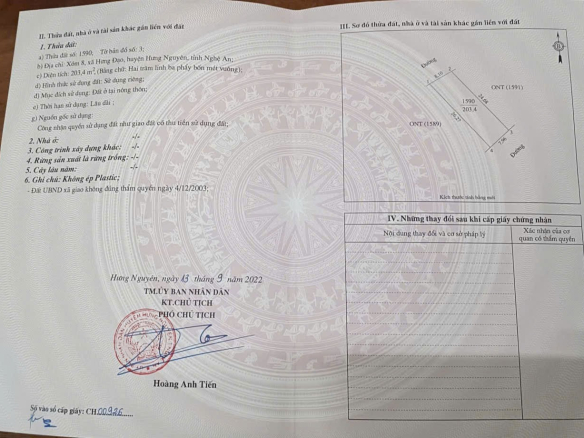 II. Thửa đất, nhà ở và tài sản khác gắn liền với đất
1. Thửa đất:
a) Thửa đất số: 1590, Tờ bản đồ số: 3;
b) Địa chỉ: Xóm 8, xã Hưng Đạo, huyện Hưng Nguyên, tỉnh Nghệ An;
c) Diện tích: 203,4 m², (Bằng chữ: Hai trăm linh ba phẩy bốn mét vuông);
d) Hình thức sử dụng đất: Sử dụng riêng;
đ) Mục đích sử dụng: Đất ở tại nông thôn;
e) Thời hạn sử dụng: Lâu dài ;
g) Nguồn gốc sử dụng:
Công nhận quyền sử dụng đất như giao đất có thu tiền sử dụng đất;
2. Nhà ở: -/-
3. Công trình xây dựng khác: -/-
4. Rừng sản xuất là rừng trồng: -/-
5. Cây lâu năm: -/-
6. Ghi chú: Không ép Plastic;
- Đất UBND xã giao không đúng thẩm quyền ngày 4/12/2003;
Hưng Nguyên, ngày 13 tháng 9 năm 2022
TM.ỦY BAN NHÂN DÂN
KT.CHỦ TỊCH
PHÓ CHỦ TỊCH
Hoàng Anh Tiến
Số vào sổ cấp giấy: CH 00926
III. Sơ đồ thửa đất, nhà ở và tài sản khác gắn liền với đất
Đường
ONT (1591)
1590
203.4
ONT (1589)
Đường
Kích thước tính bằng mét
IV. Những thay đổi sau khi cấp giấy chứng nhận
Nội dung thay đổi và cơ sở pháp lý
Xác nhận của cơ
quan có thẩm quyền